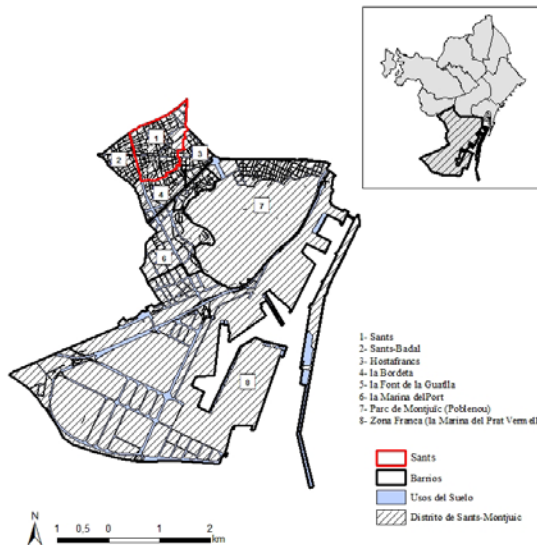 1
2
3
4
7
6
8
1- Sants
2- Sants-Badal
3- Hostafrancs
4- la Bordeta
5- la Font de la Guatlla
6- la Marina delPort
7- Parc de Montjuïc (Poblenou)
8- Zona Franca (la Marina del Prat Vermell
Sants
Barrios
Usos del Suelo
Distrito de Sants-Montjuic
N
1 0,5 0 1 2
km